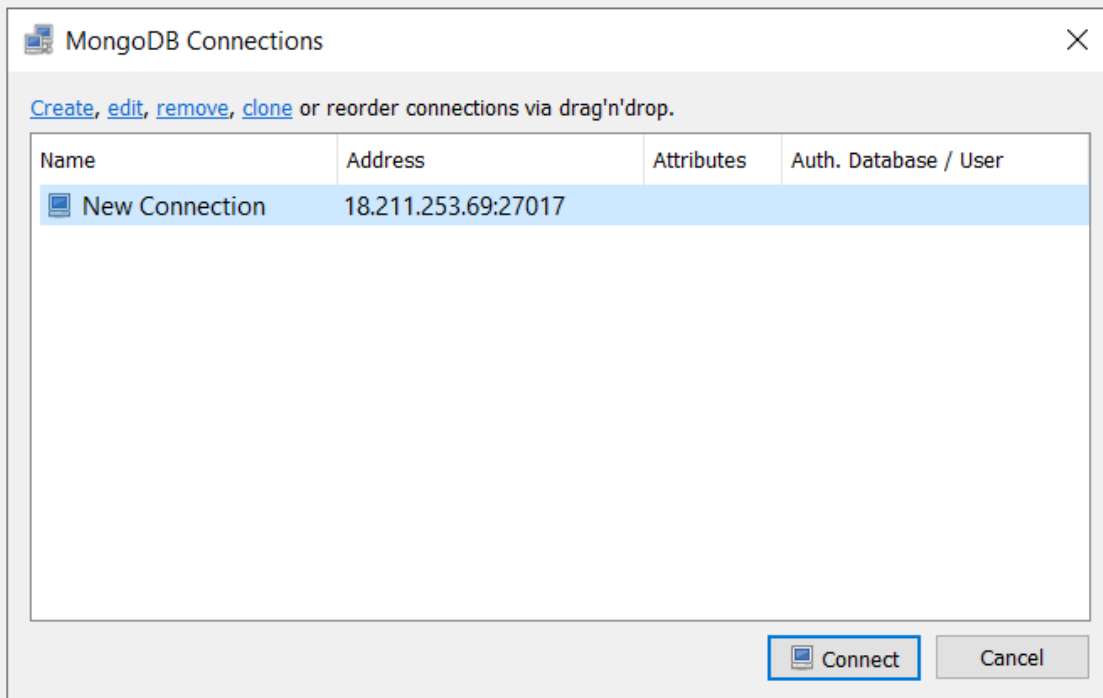 MongoDB Connections
Create, edit, remove, clone or reorder connections via drag'n'drop.
Name Address Attributes Auth. Database / User
New Connection 18.211.253.69:27017
Connect Cancel